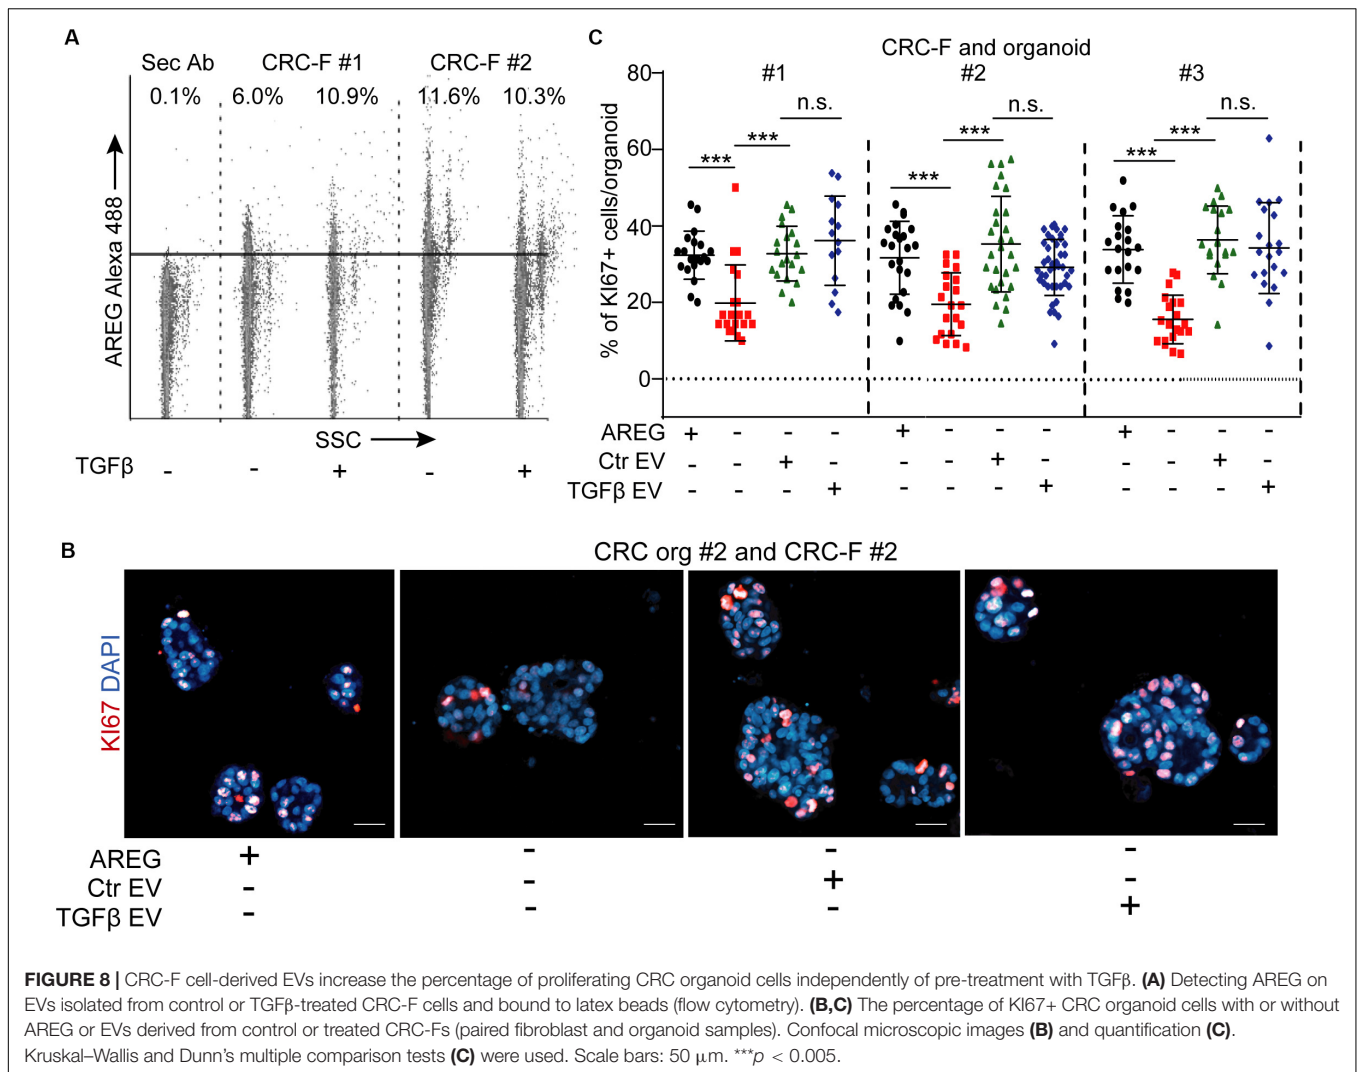 A
Sec Ab CRC-F #1 CRC-F #2
0.1% 6.0% 10.9% 11.6% 10.3%
AREG Alexa 488
SSC
TGFβ - - + - +
C
CRC-F and organoid
#1 #2 #3
% of KI67+ cells/organoid
80
60
40
20
0
*** *** n.s. *** *** n.s. *** *** n.s.
AREG + - - - + - - - + - - -
Ctr EV - - + - - - + - - - + -
TGFβ EV - - - + - - - + - - - +
B
CRC org #2 and CRC-F #2
KI67 DAPI
AREG + - - -
Ctr EV - - + -
TGFβ EV - - - +
FIGURE 8 | CRC-F cell-derived EVs increase the percentage of proliferating CRC organoid cells independently of pre-treatment with TGFβ. (A) Detecting AREG on
EVs isolated from control or TGFβ-treated CRC-F cells and bound to latex beads (flow cytometry). (B,C) The percentage of KI67+ CRC organoid cells with or without
AREG or EVs derived from control or treated CRC-Fs (paired fibroblast and organoid samples). Confocal microscopic images (B) and quantification (C).
Kruskal–Wallis and Dunn's multiple comparison tests (C) were used. Scale bars: 50 μm. ***p < 0.005.